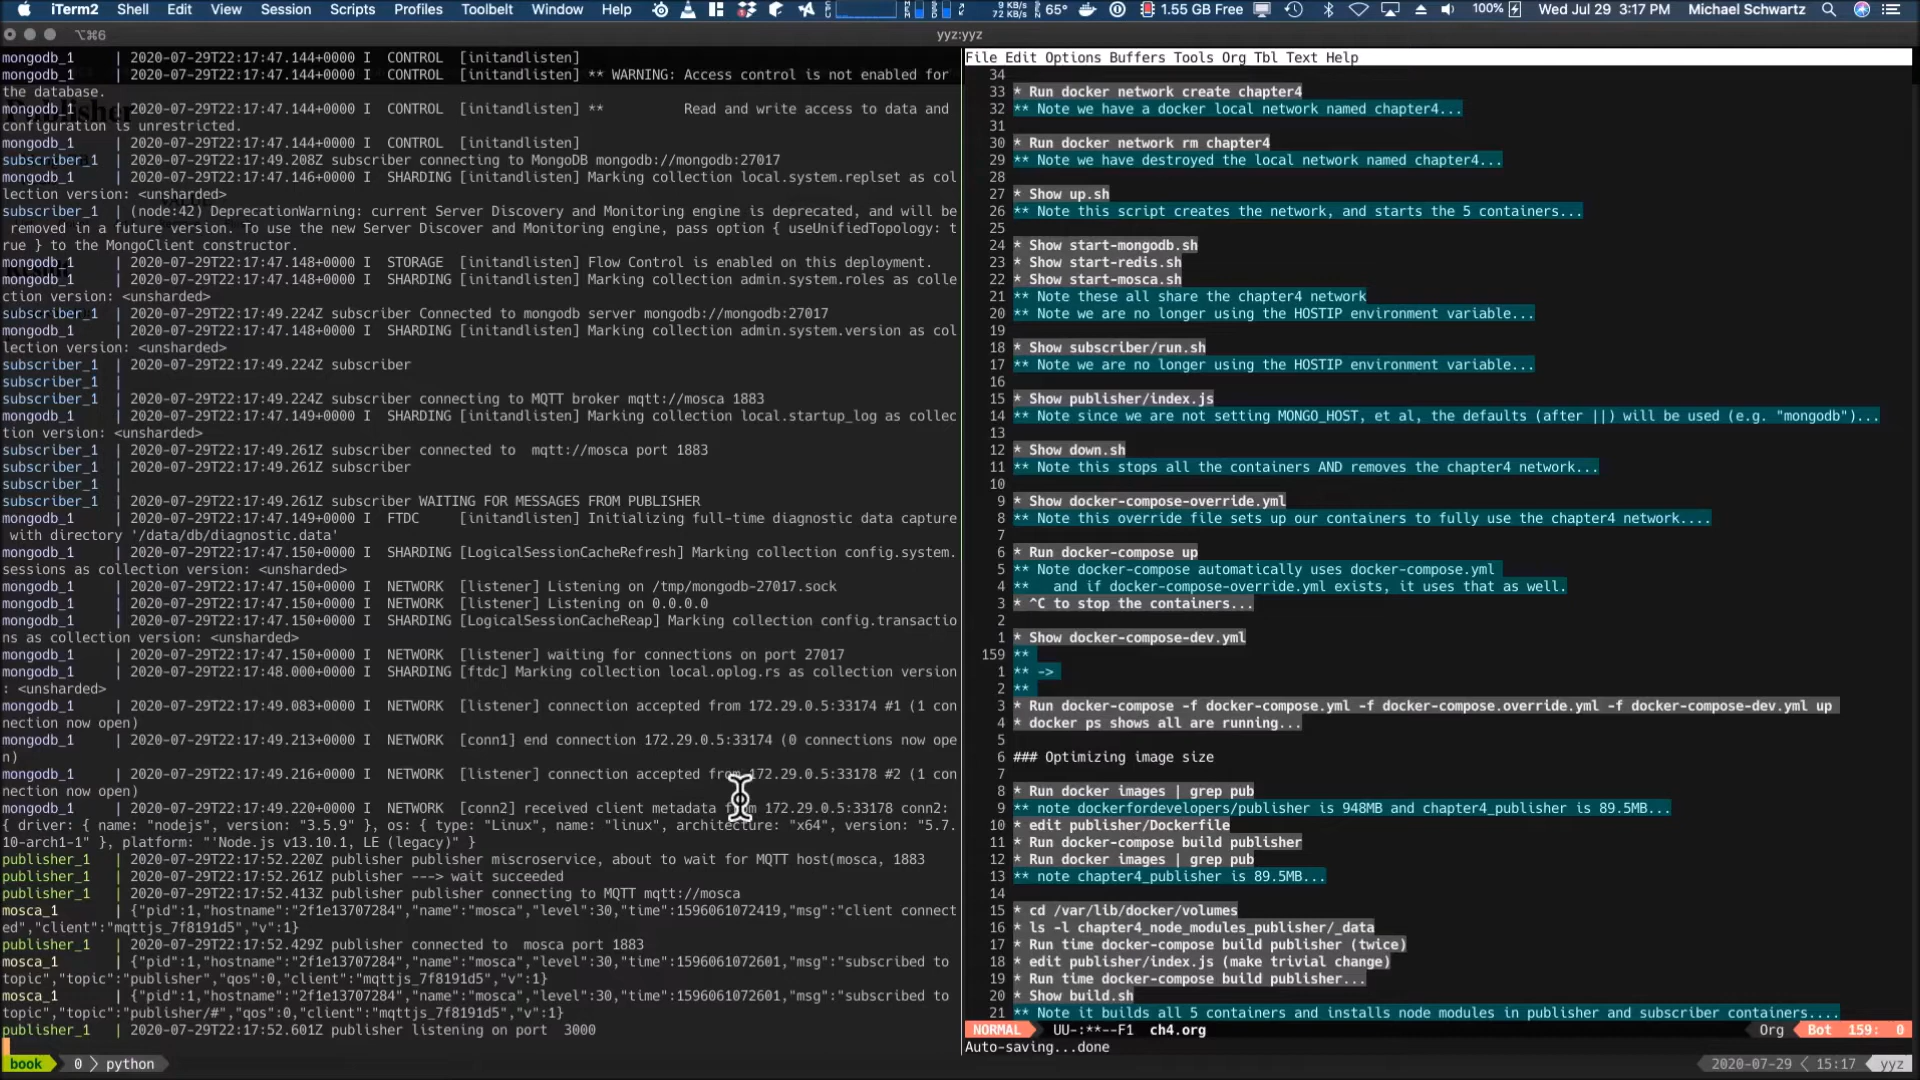 iTerm2 Shell Edit View Session Scripts Profiles Toolbelt Window Help 9 KB/s 72 KB/s 65° 1.55 GB Free 100% Wed Jul 29 3:17 PM Michael Schwartz
⌥⌘6 yyz:yyz
mongodb_1 | 2020-07-29T22:17:47.144+0000 I CONTROL [initandlisten]
mongodb_1 | 2020-07-29T22:17:47.144+0000 I CONTROL [initandlisten] ** WARNING: Access control is not enabled for
the database.
mongodb_1 | 2020-07-29T22:17:47.144+0000 I CONTROL [initandlisten] ** Read and write access to data and
configuration is unrestricted.
mongodb_1 | 2020-07-29T22:17:47.144+0000 I CONTROL [initandlisten]
subscriber_1 | 2020-07-29T22:17:49.208Z subscriber connecting to MongoDB mongodb://mongodb:27017
mongodb_1 | 2020-07-29T22:17:47.146+0000 I SHARDING [initandlisten] Marking collection local.system.replset as col
lection version: <unsharded>
subscriber_1 | (node:42) DeprecationWarning: current Server Discovery and Monitoring engine is deprecated, and will be
removed in a future version. To use the new Server Discover and Monitoring engine, pass option { useUnifiedTopology: t
rue } to the MongoClient constructor.
mongodb_1 | 2020-07-29T22:17:47.148+0000 I STORAGE [initandlisten] Flow Control is enabled on this deployment.
mongodb_1 | 2020-07-29T22:17:47.148+0000 I SHARDING [initandlisten] Marking collection admin.system.roles as colle
ction version: <unsharded>
subscriber_1 | 2020-07-29T22:17:49.224Z subscriber Connected to mongodb server mongodb://mongodb:27017
mongodb_1 | 2020-07-29T22:17:47.148+0000 I SHARDING [initandlisten] Marking collection admin.system.version as col
lection version: <unsharded>
subscriber_1 | 2020-07-29T22:17:49.224Z subscriber
subscriber_1 |
subscriber_1 | 2020-07-29T22:17:49.224Z subscriber connecting to MQTT broker mqtt://mosca 1883
mongodb_1 | 2020-07-29T22:17:47.149+0000 I SHARDING [initandlisten] Marking collection local.startup_log as collec
tion version: <unsharded>
subscriber_1 | 2020-07-29T22:17:49.261Z subscriber connected to mqtt://mosca port 1883
subscriber_1 | 2020-07-29T22:17:49.261Z subscriber
subscriber_1 |
subscriber_1 | 2020-07-29T22:17:49.261Z subscriber WAITING FOR MESSAGES FROM PUBLISHER
mongodb_1 | 2020-07-29T22:17:47.149+0000 I FTDC [initandlisten] Initializing full-time diagnostic data capture
with directory '/data/db/diagnostic.data'
mongodb_1 | 2020-07-29T22:17:47.150+0000 I SHARDING [LogicalSessionCacheRefresh] Marking collection config.system.
sessions as collection version: <unsharded>
mongodb_1 | 2020-07-29T22:17:47.150+0000 I NETWORK [listener] Listening on /tmp/mongodb-27017.sock
mongodb_1 | 2020-07-29T22:17:47.150+0000 I NETWORK [listener] Listening on 0.0.0.0
mongodb_1 | 2020-07-29T22:17:47.150+0000 I SHARDING [LogicalSessionCacheReap] Marking collection config.transactio
ns as collection version: <unsharded>
mongodb_1 | 2020-07-29T22:17:47.150+0000 I NETWORK [listener] waiting for connections on port 27017
mongodb_1 | 2020-07-29T22:17:48.000+0000 I SHARDING [ftdc] Marking collection local.oplog.rs as collection version
: <unsharded>
mongodb_1 | 2020-07-29T22:17:49.083+0000 I NETWORK [listener] connection accepted from 172.29.0.5:33174 #1 (1 con
nection now open)
mongodb_1 | 2020-07-29T22:17:49.213+0000 I NETWORK [conn1] end connection 172.29.0.5:33174 (0 connections now ope
n)
mongodb_1 | 2020-07-29T22:17:49.216+0000 I NETWORK [listener] connection accepted from 172.29.0.5:33178 #2 (1 con
nection now open)
mongodb_1 | 2020-07-29T22:17:49.220+0000 I NETWORK [conn2] received client metadata from 172.29.0.5:33178 conn2:
{ driver: { name: "nodejs", version: "3.5.9" }, os: { type: "Linux", name: "linux", architecture: "x64", version: "5.7.
10-arch1-1" }, platform: "'Node.js v13.10.1, LE (legacy)" }
publisher_1 | 2020-07-29T22:17:52.220Z publisher publisher miscroservice, about to wait for MQTT host(mosca, 1883
publisher_1 | 2020-07-29T22:17:52.261Z publisher ---> wait succeeded
publisher_1 | 2020-07-29T22:17:52.413Z publisher publisher connecting to MQTT mqtt://mosca
mosca_1 | {"pid":1,"hostname":"2f1e13707284","name":"mosca","level":30,"time":1596061072419,"msg":"client connect
ed","client":"mqttjs_7f8191d5","v":1}
publisher_1 | 2020-07-29T22:17:52.429Z publisher connected to mosca port 1883
mosca_1 | {"pid":1,"hostname":"2f1e13707284","name":"mosca","level":30,"time":1596061072601,"msg":"subscribed to
topic","topic":"publisher","qos":0,"client":"mqttjs_7f8191d5","v":1}
mosca_1 | {"pid":1,"hostname":"2f1e13707284","name":"mosca","level":30,"time":1596061072601,"msg":"subscribed to
topic","topic":"publisher/#","qos":0,"client":"mqttjs_7f8191d5","v":1}
publisher_1 | 2020-07-29T22:17:52.601Z publisher listening on port 3000
File Edit Options Buffers Tools Org Tbl Text Help
34
33 * Run docker network create chapter4
32 ** Note we have a docker local network named chapter4...
31
30 * Run docker network rm chapter4
29 ** Note we have destroyed the local network named chapter4...
28
27 * Show up.sh
26 ** Note this script creates the network, and starts the 5 containers...
25
24 * Show start-mongodb.sh
23 * Show start-redis.sh
22 * Show start-mosca.sh
21 ** Note these all share the chapter4 network
20 ** Note we are no longer using the HOSTIP environment variable...
19
18 * Show subscriber/run.sh
17 ** Note we are no longer using the HOSTIP environment variable...
16
15 * Show publisher/index.js
14 ** Note since we are not setting MONGO_HOST, et al, the defaults (after ||) will be used (e.g. "mongodb")...
13
12 * Show down.sh
11 ** Note this stops all the containers AND removes the chapter4 network...
10
9 * Show docker-compose-override.yml
8 ** Note this override file sets up our containers to fully use the chapter4 network....
7
6 * Run docker-compose up
5 ** Note docker-compose automatically uses docker-compose.yml
4 ** and if docker-compose-override.yml exists, it uses that as well.
3 * ^C to stop the containers...
2
1 * Show docker-compose-dev.yml
159 **
1 ** ->
2 **
3 * Run docker-compose -f docker-compose.yml -f docker-compose.override.yml -f docker-compose-dev.yml up
4 * docker ps shows all are running...
5
6 ### Optimizing image size
7
8 * Run docker images | grep pub
9 ** note dockerfordevelopers/publisher is 948MB and chapter4_publisher is 89.5MB...
10 * edit publisher/Dockerfile
11 * Run docker-compose build publisher
12 * Run docker images | grep pub
13 ** note chapter4_publisher is 89.5MB...
14
15 * cd /var/lib/docker/volumes
16 * ls -l chapter4_node_modules_publisher/_data
17 * Run time docker-compose build publisher (twice)
18 * edit publisher/index.js (make trivial change)
19 * Run time docker-compose build publisher...
20 * Show build.sh
21 ** Note it builds all 5 containers and installs node modules in publisher and subscriber containers....
NORMAL UU-:**--F1 ch4.org Org Bot 159: 0
Auto-saving...done
book 0 python 2020-07-29 15:17 yyz